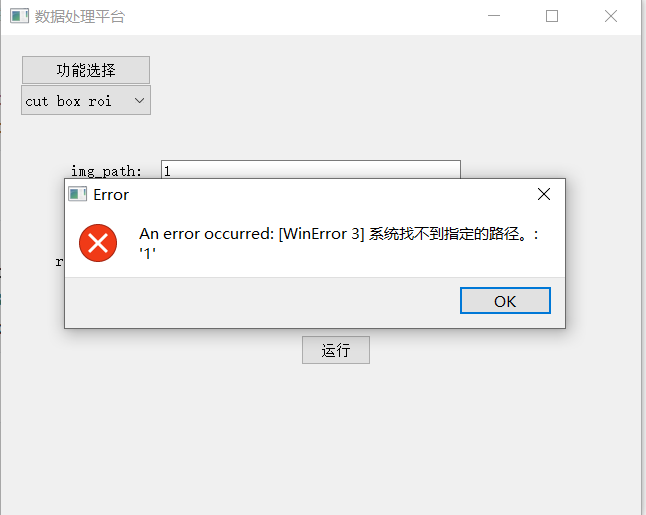 数据处理平台
功能选择
cut box roi
img_path:
1
Error
An error occurred: [WinError 3] 系统找不到指定的路径。:
'1'
r
OK
运行